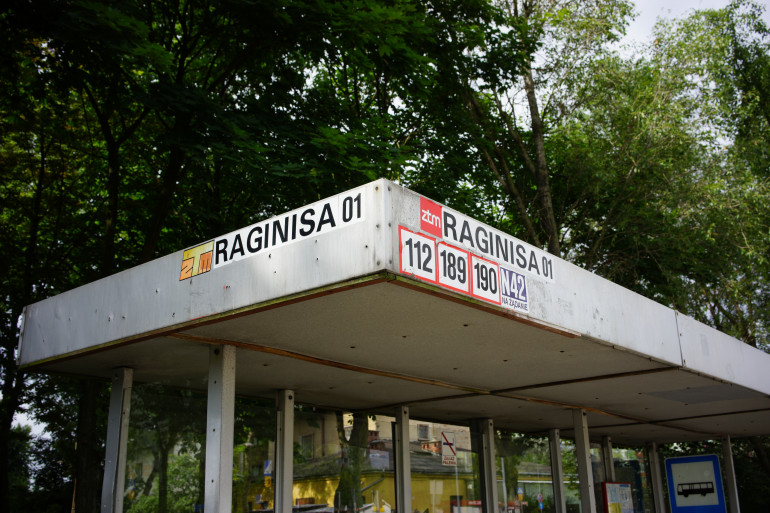 zTm RAGINISA 01
ztm RAGINISA 01
112 189 190 N42
NA ŻĄDANIE